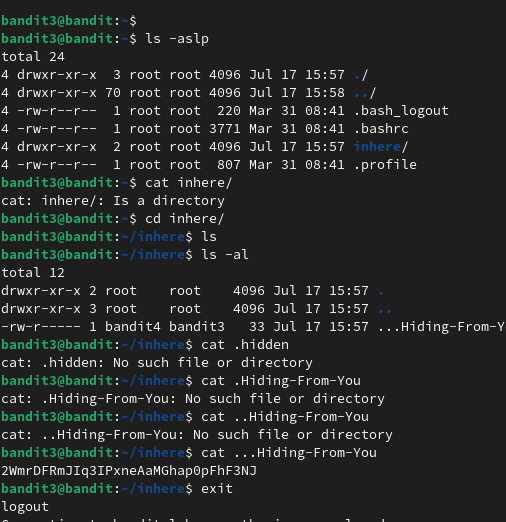 bandit3@bandit:~$
bandit3@bandit:~$ ls -aslp
total 24
4 drwxr-xr-x  3 root root 4096 Jul 17 15:57 ./
4 drwxr-xr-x 70 root root 4096 Jul 17 15:58 ../
4 -rw-r--r--  1 root root  220 Mar 31 08:41 .bash_logout
4 -rw-r--r--  1 root root 3771 Mar 31 08:41 .bashrc
4 drwxr-xr-x  2 root root 4096 Jul 17 15:57 inhere/
4 -rw-r--r--  1 root root  807 Mar 31 08:41 .profile
bandit3@bandit:~$ cat inhere/
cat: inhere/: Is a directory
bandit3@bandit:~$ cd inhere/
bandit3@bandit:~/inhere$ ls
bandit3@bandit:~/inhere$ ls -al
total 12
drwxr-xr-x 2 root    root    4096 Jul 17 15:57 .
drwxr-xr-x 3 root    root    4096 Jul 17 15:57 ..
-rw-r----- 1 bandit4 bandit3   33 Jul 17 15:57 ...Hiding-From-Y
bandit3@bandit:~/inhere$ cat .hidden
cat: .hidden: No such file or directory
bandit3@bandit:~/inhere$ cat .Hiding-From-You
cat: .Hiding-From-You: No such file or directory
bandit3@bandit:~/inhere$ cat ..Hiding-From-You
cat: ..Hiding-From-You: No such file or directory
bandit3@bandit:~/inhere$ cat ...Hiding-From-You
2WmrDFRmJIq3IPxneAaMGhap0pFhF3NJ
bandit3@bandit:~/inhere$ exit
logout